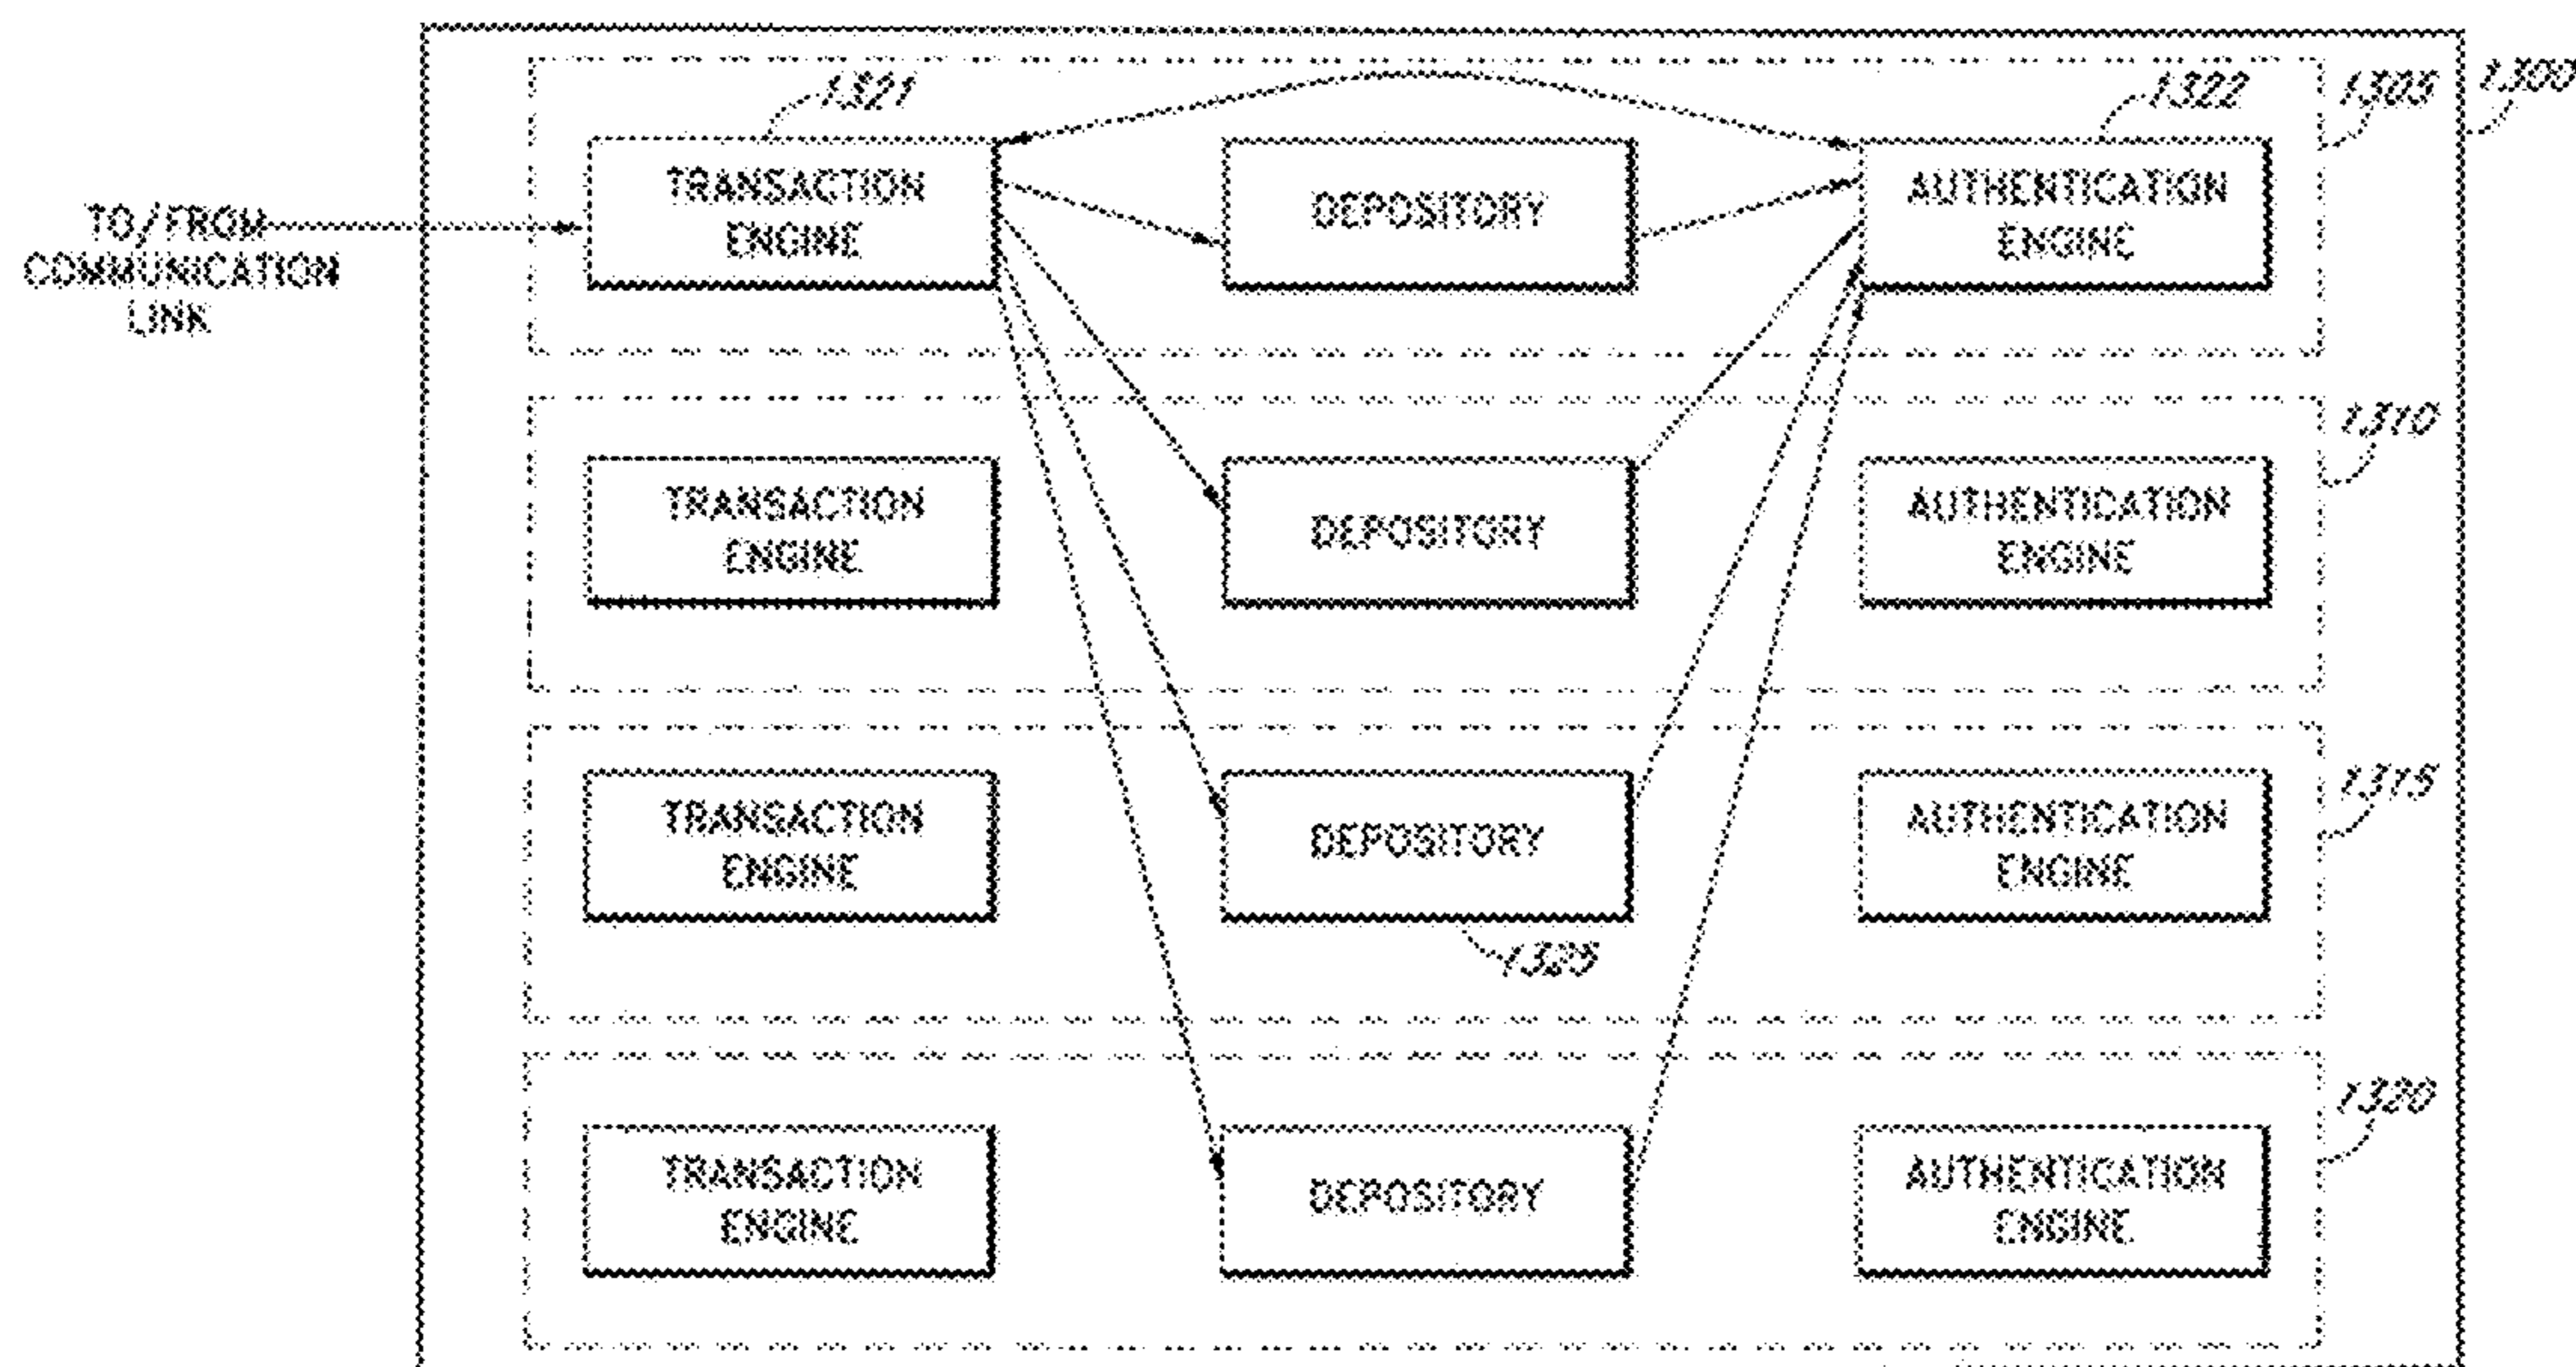 1321
1322
1305
1300
TRANSACTION
ENGINE
DEPOSITORY
AUTHENTICATION
ENGINE
TO/FROM
COMMUNICATION
LINK
1310
TRANSACTION
ENGINE
DEPOSITORY
AUTHENTICATION
ENGINE
1315
TRANSACTION
ENGINE
DEPOSITORY
AUTHENTICATION
ENGINE
1325
1320
TRANSACTION
ENGINE
DEPOSITORY
AUTHENTICATION
ENGINE